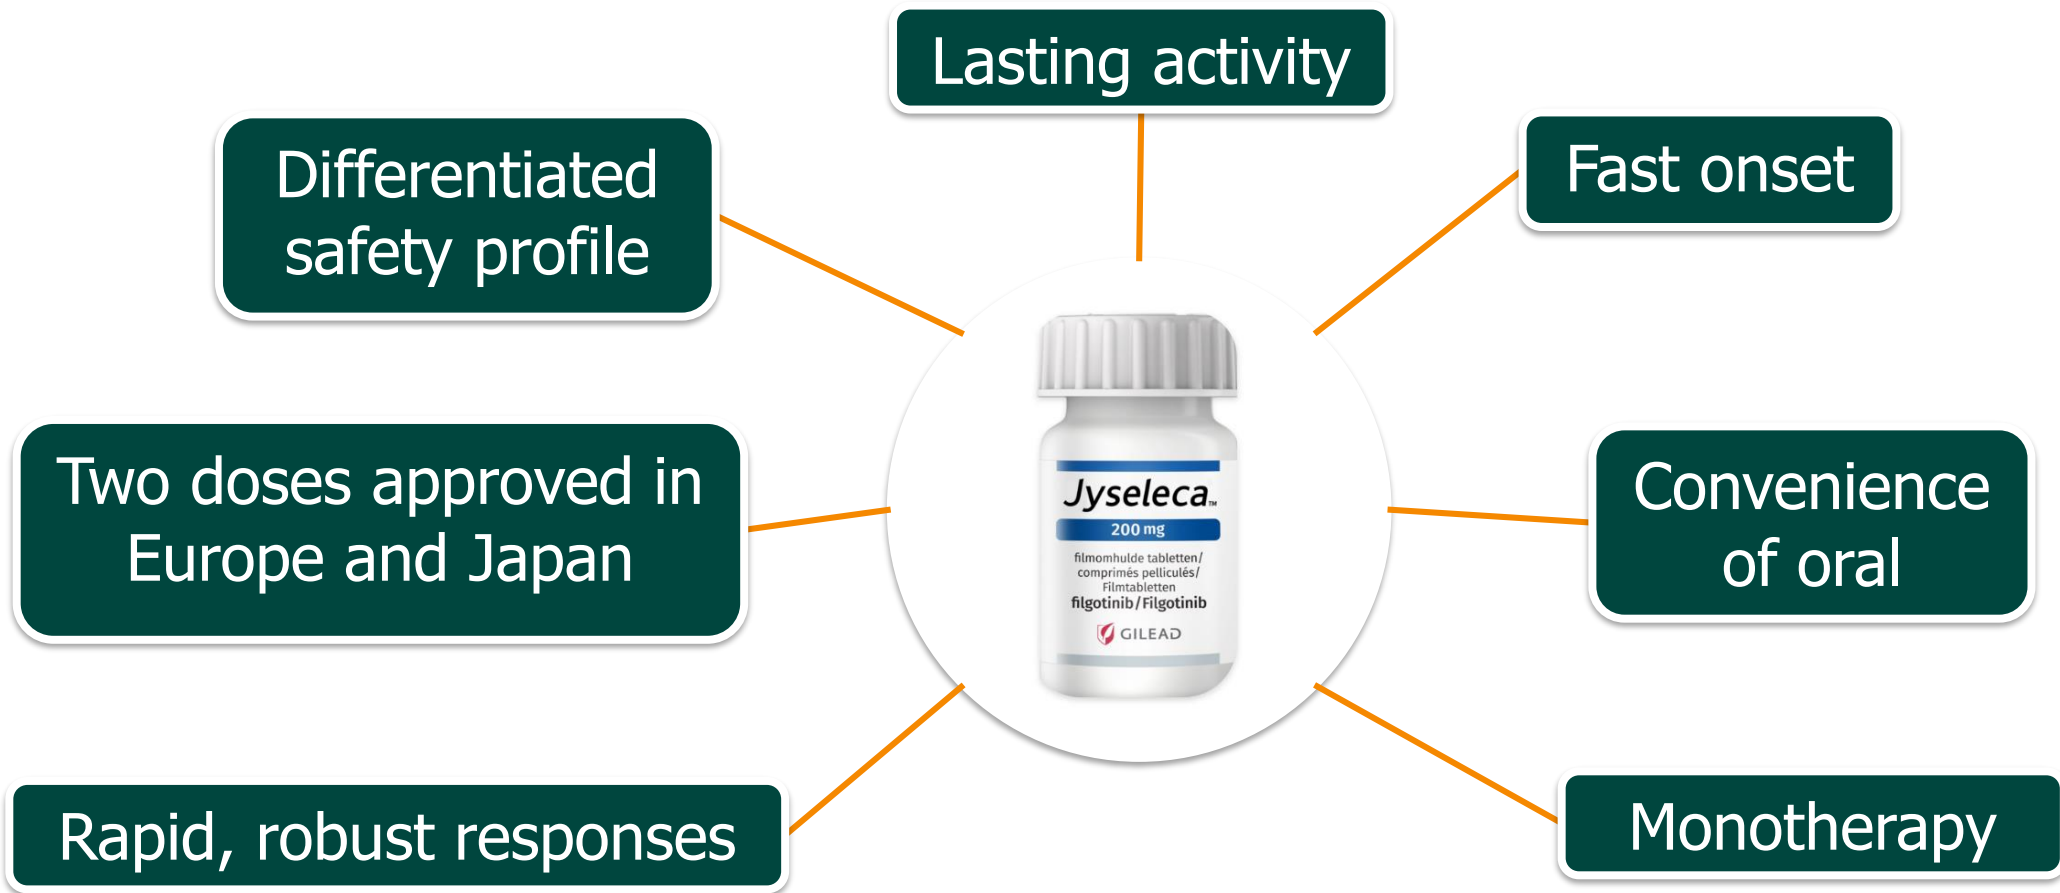 Lasting activity
Differentiated
safety profile
Fast onset
Two doses approved in
Europe and Japan
Jyseleca™
200 mg
filmomhulde tabletten/
comprimés pelliculés/
Filmtabletten
filgotinib/Filgotinib
GILEAD
Convenience
of oral
Rapid, robust responses
Monotherapy